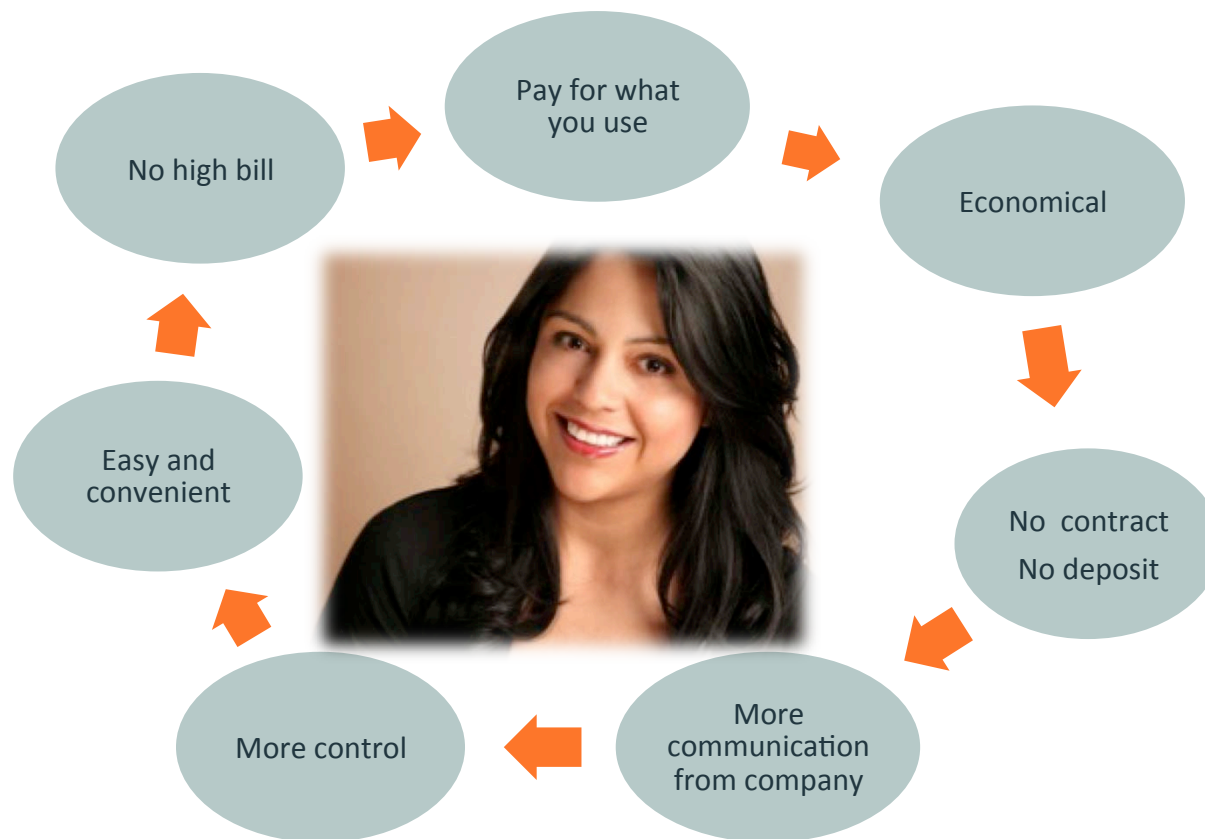 Pay for what
you use
Economical
No contract
No deposit
More
communication
from company
More control
Easy and
convenient
No high bill